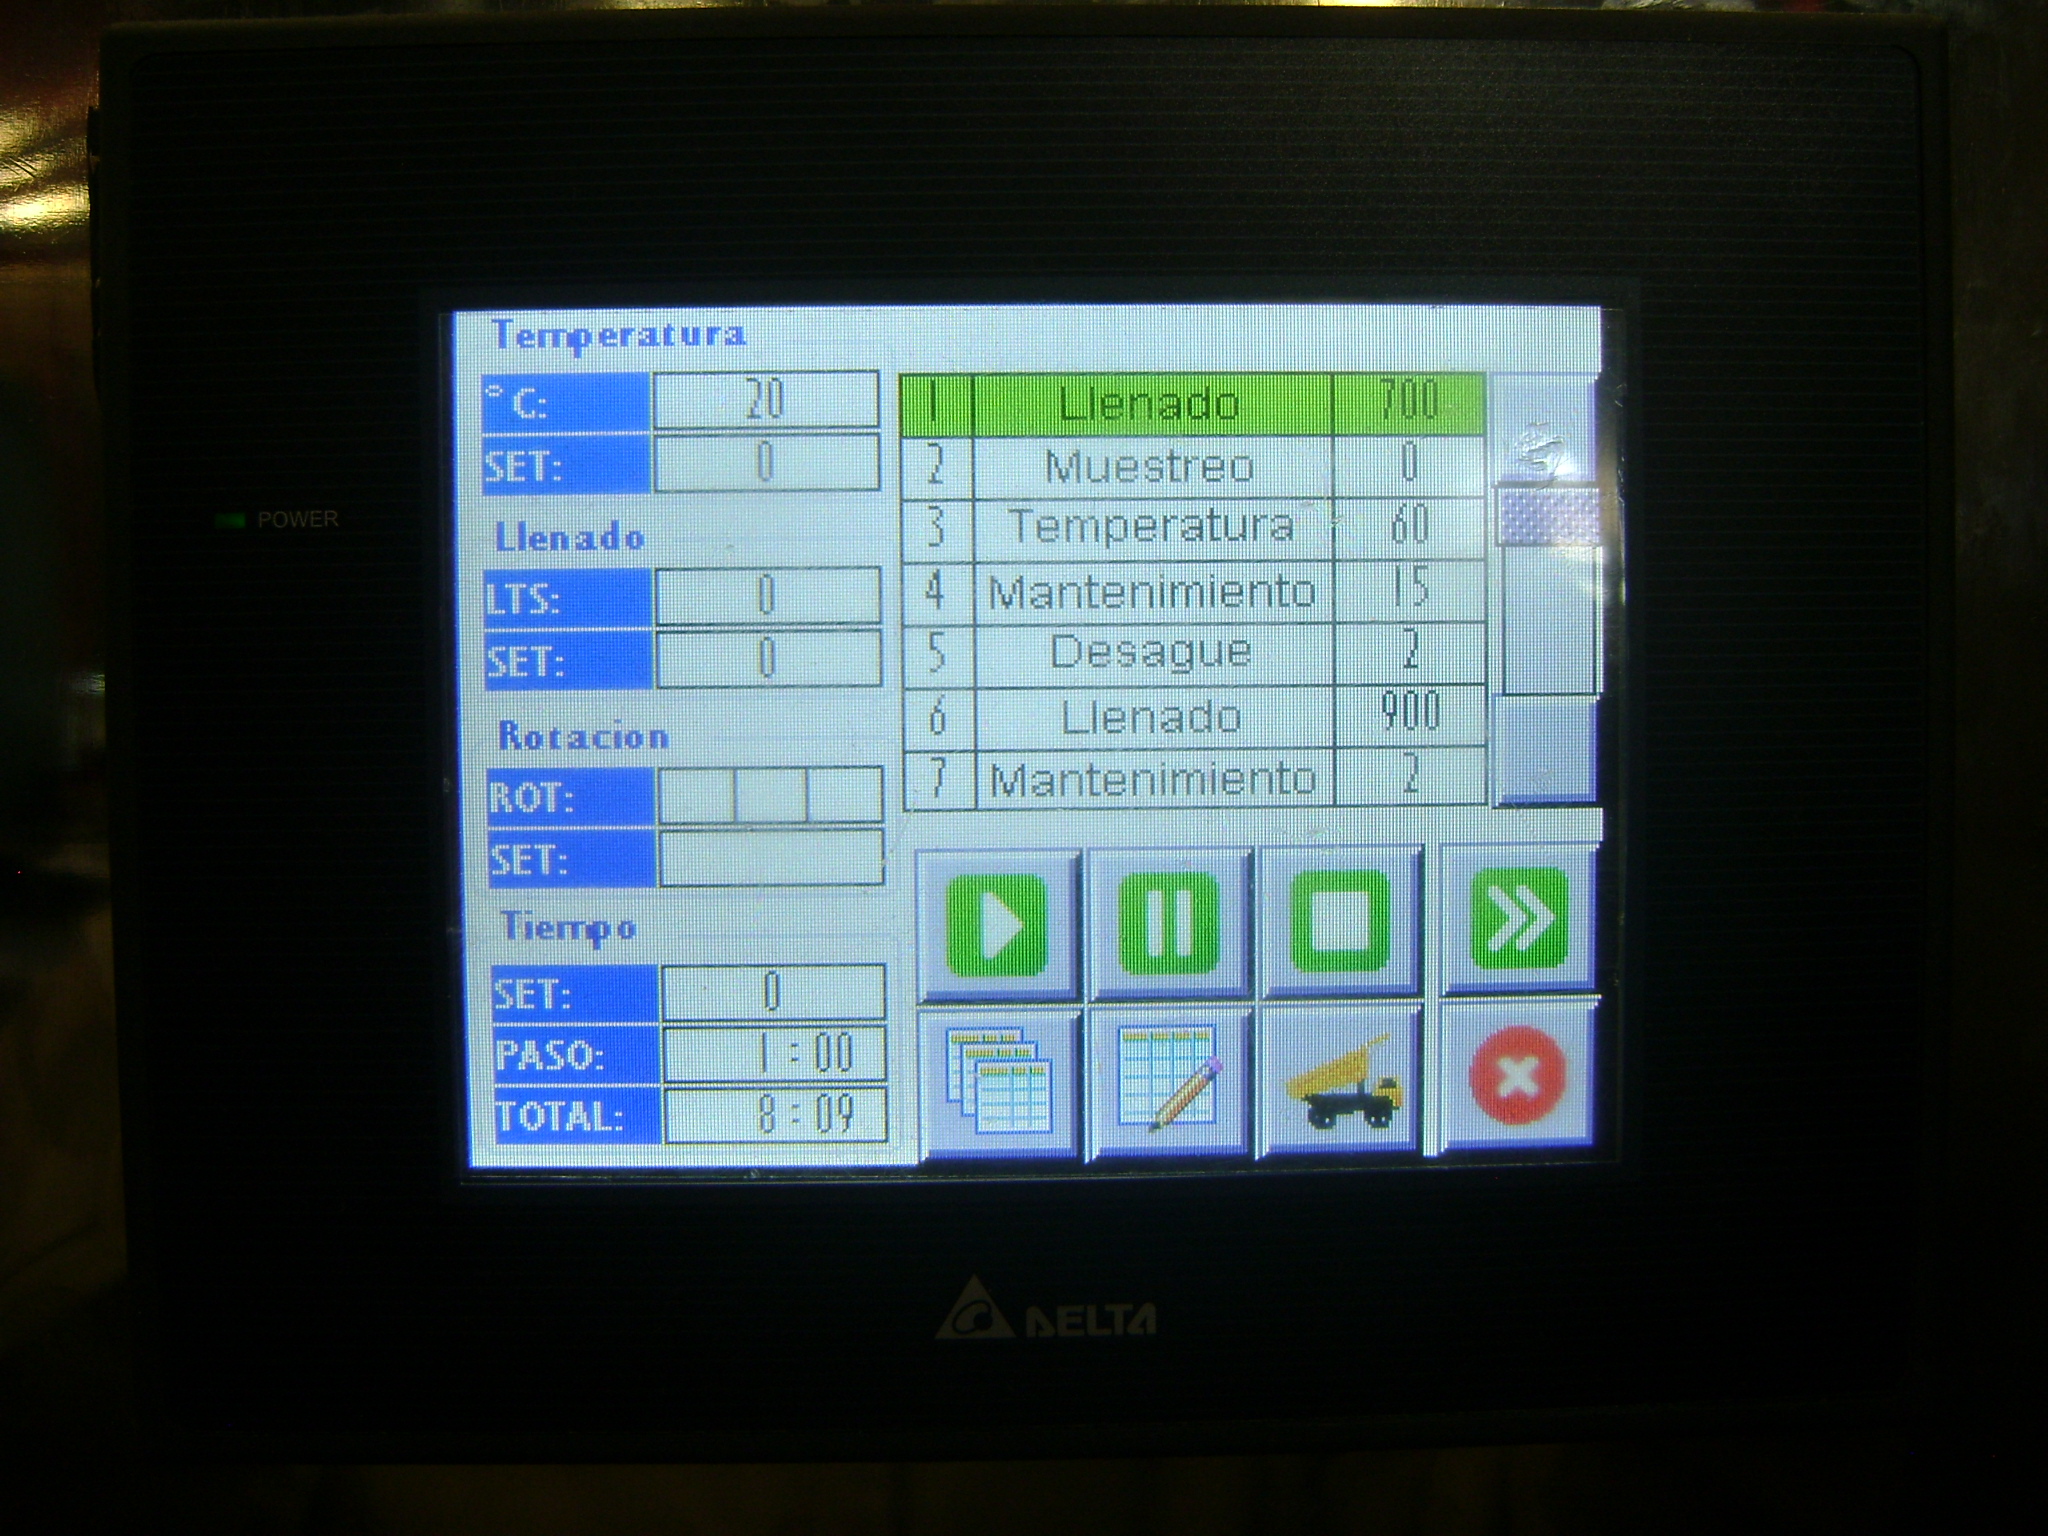 Temperatura
°C: 20
SET: 0
Llenado
LTS: 0
SET: 0
Rotacion
ROT:
SET:
Tiempo
SET: 0
PASO: 1:00
TOTAL: 8:09
1 Llenado 700
2 Muestreo 0
3 Temperatura 60
4 Mantenimiento 15
5 Desague 2
6 Llenado 900
7 Mantenimiento 2
POWER
DELTA